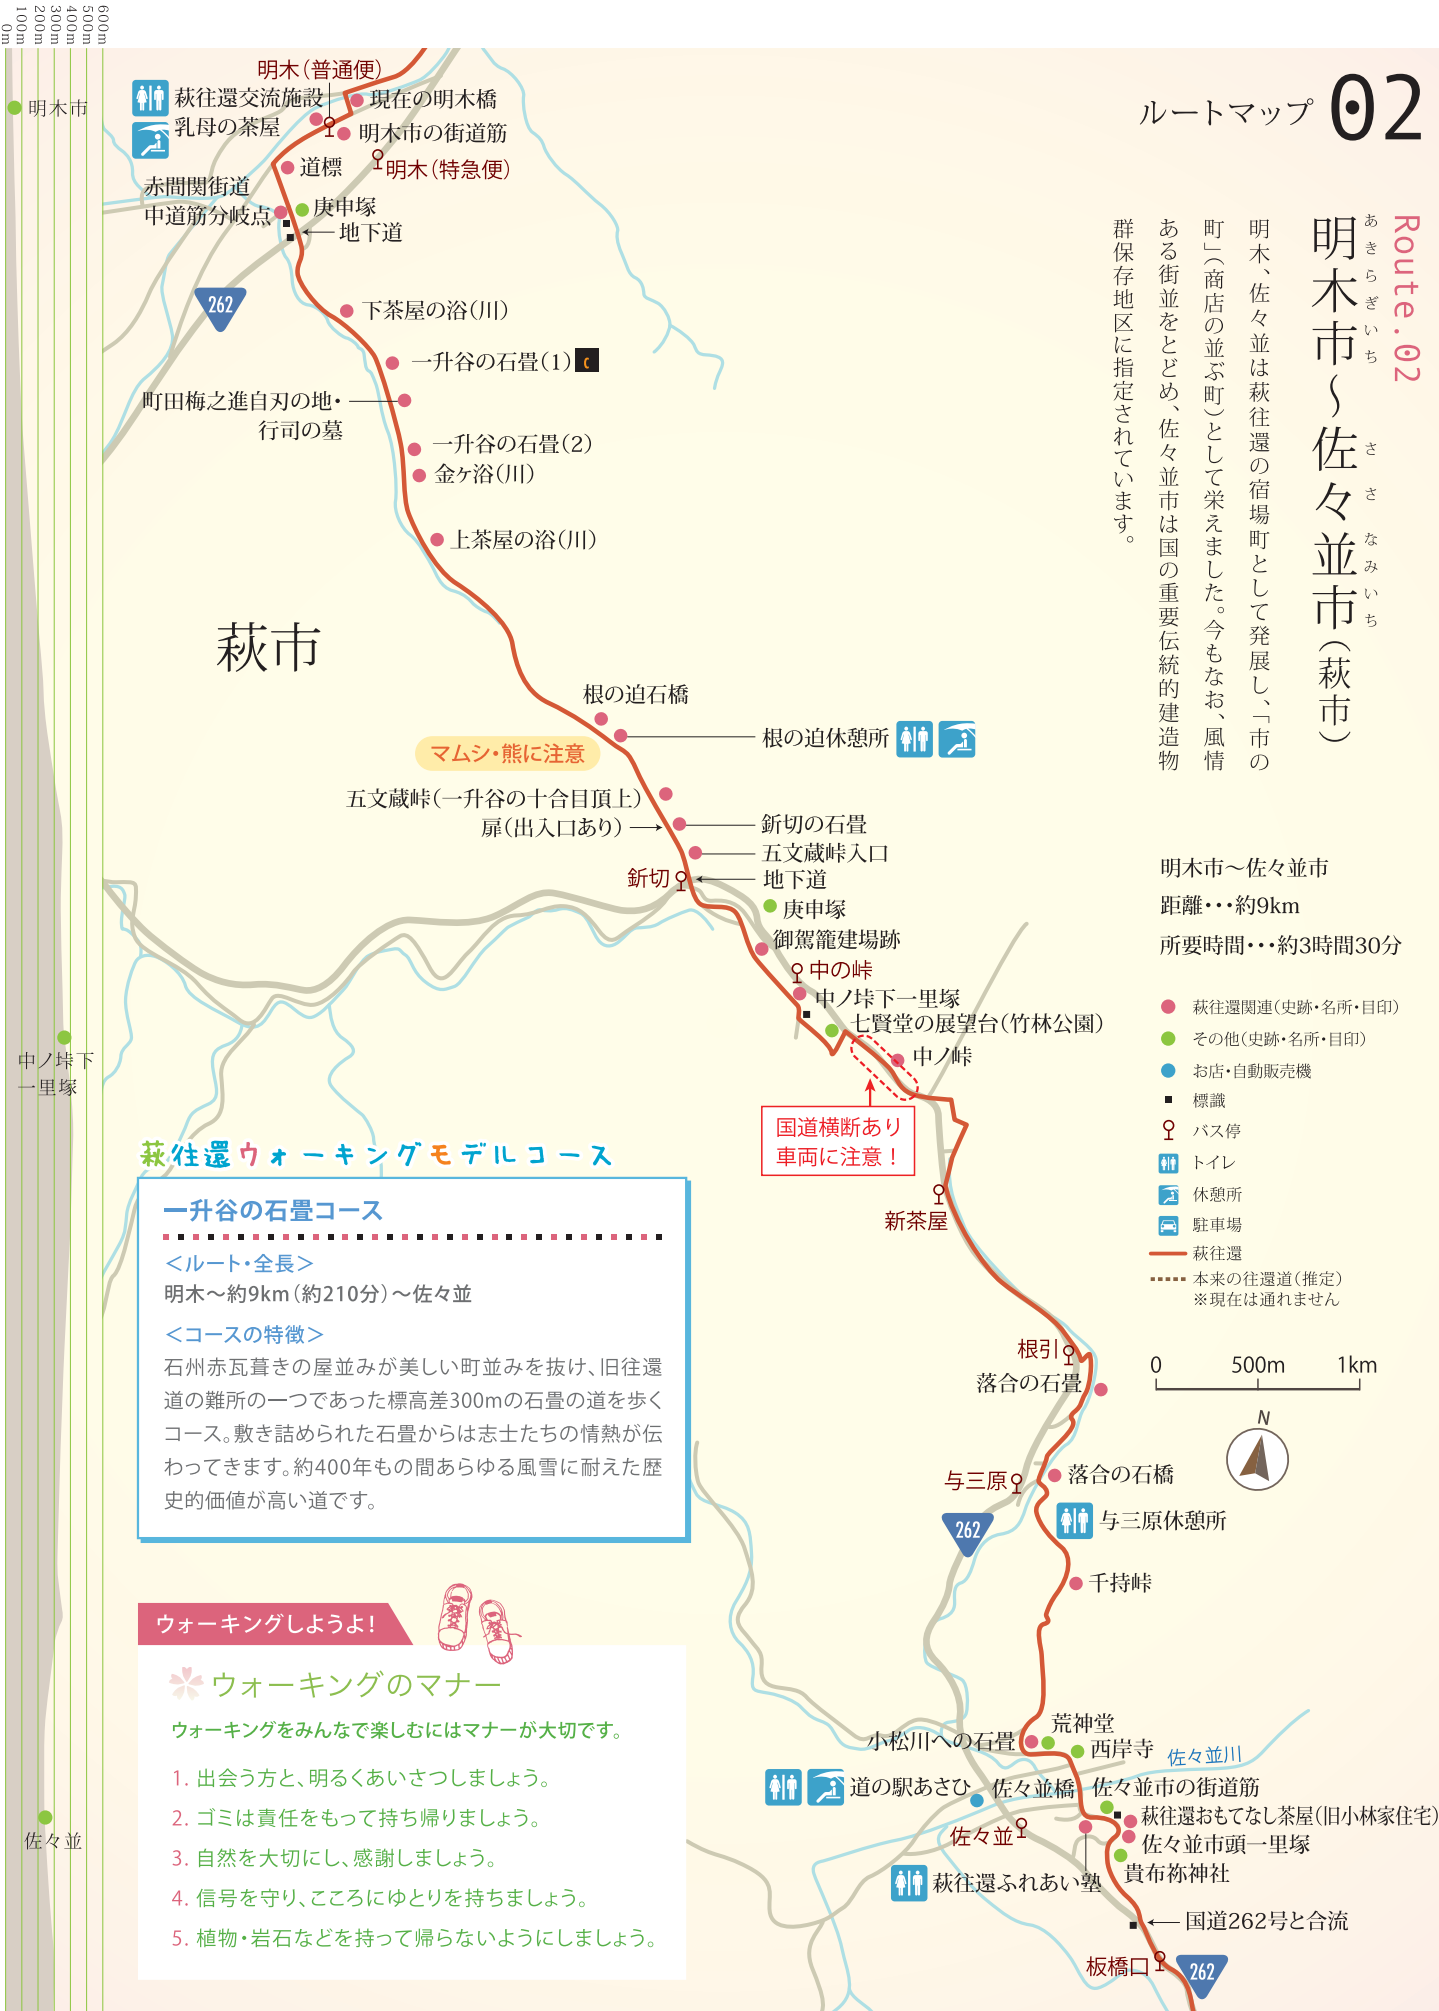 ルートマップ 02
Route.02
明木市～佐々並市（萩市）
あきらぎいち
ささなみいち
明木、佐々並は萩往還の宿場町として発展し、「市の
町」（商店の並ぶ町）として栄えました。今もなお、風情
ある街並をとどめ、佐々並市は国の重要伝統的建造物
群保存地区に指定されています。
明木市～佐々並市
距離・・・約9km
所要時間・・・約3時間30分
萩往還関連（史跡・名所・目印）
その他（史跡・名所・目印）
お店・自動販売機
標識
バス停
トイレ
休憩所
駐車場
萩往還
本来の往還道（推定）
※現在は通れません
0 500m 1km
N
600m
500m
400m
300m
200m
100m
0m
明木市
中ノ垰下
一里塚
佐々並
明木（普通便）
萩往還交流施設
乳母の茶屋
現在の明木橋
明木市の街道筋
明木（特急便）
道標
赤間関街道
中道筋分岐点
庚申塚
地下道
262
下茶屋の浴（川）
一升谷の石畳（1）
町田梅之進自刃の地・
行司の墓
一升谷の石畳（2）
金ヶ浴（川）
上茶屋の浴（川）
萩市
根の迫石橋
根の迫休憩所
マムシ・熊に注意
五文蔵峠（一升谷の十合目頂上）
扉（出入口あり）
釿切の石畳
五文蔵峠入口
釿切
地下道
庚申塚
御駕籠建場跡
中の峠
中ノ垰下一里塚
七賢堂の展望台（竹林公園）
中ノ峠
国道横断あり
車両に注意！
新茶屋
根引
落合の石畳
与三原
落合の石橋
262
与三原休憩所
千持峠
荒神堂
小松川への石畳
西岸寺
佐々並川
道の駅あさひ
佐々並橋
佐々並市の街道筋
萩往還おもてなし茶屋（旧小林家住宅）
佐々並
佐々並市頭一里塚
貴布祢神社
萩往還ふれあい塾
国道262号と合流
板橋口
262
萩往還ウォーキングモデルコース
一升谷の石畳コース
＜ルート・全長＞
明木～約9km（約210分）～佐々並
＜コースの特徴＞
石州赤瓦葺きの屋並みが美しい町並みを抜け、旧往還
道の難所の一つであった標高差300mの石畳の道を歩く
コース。敷き詰められた石畳からは志士たちの情熱が伝
わってきます。約400年もの間あらゆる風雪に耐えた歴
史的価値が高い道です。
ウォーキングしようよ！
ウォーキングのマナー
ウォーキングをみんなで楽しむにはマナーが大切です。
1. 出会う方と、明るくあいさつしましょう。
2. ゴミは責任をもって持ち帰りましょう。
3. 自然を大切にし、感謝しましょう。
4. 信号を守り、こころにゆとりを持ちましょう。
5. 植物・岩石などを持って帰らないようにしましょう。